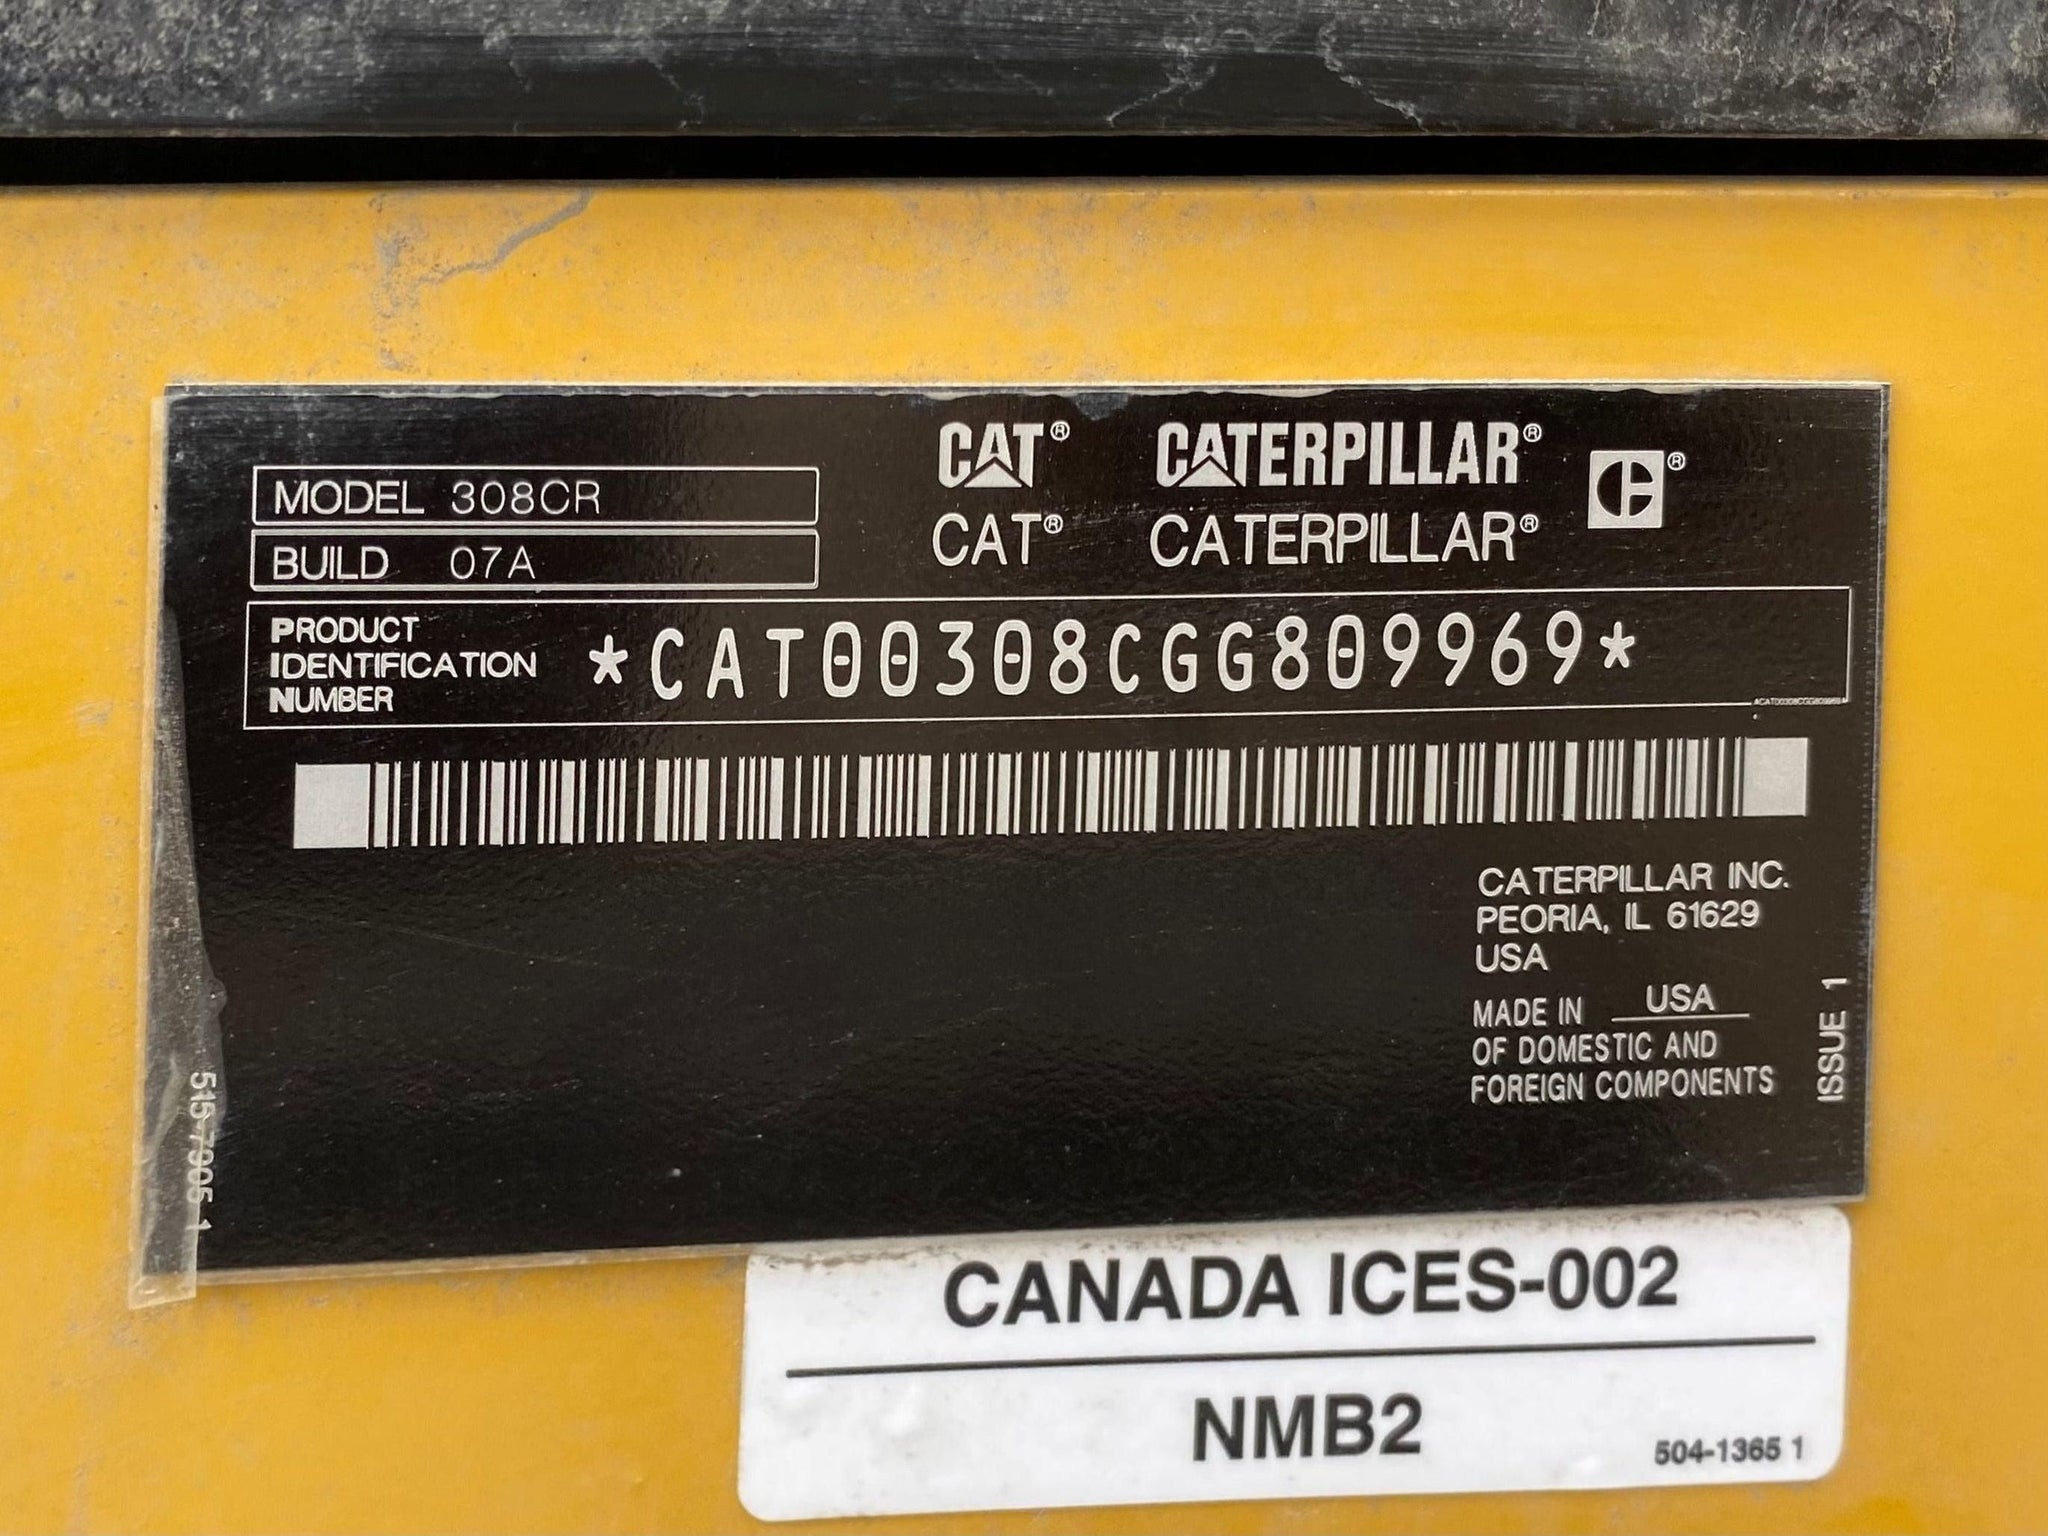 CAT® CATERPILLAR®
CAT® CATERPILLAR®
MODEL 308CR
BUILD 07A
PRODUCT
IDENTIFICATION
NUMBER
*CAT00308CGG809969*
CATERPILLAR INC.
PEORIA, IL 61629
USA
MADE IN USA
OF DOMESTIC AND
FOREIGN COMPONENTS
ISSUE 1
515-7905 1
CANADA ICES-002
NMB2
504-1365 1